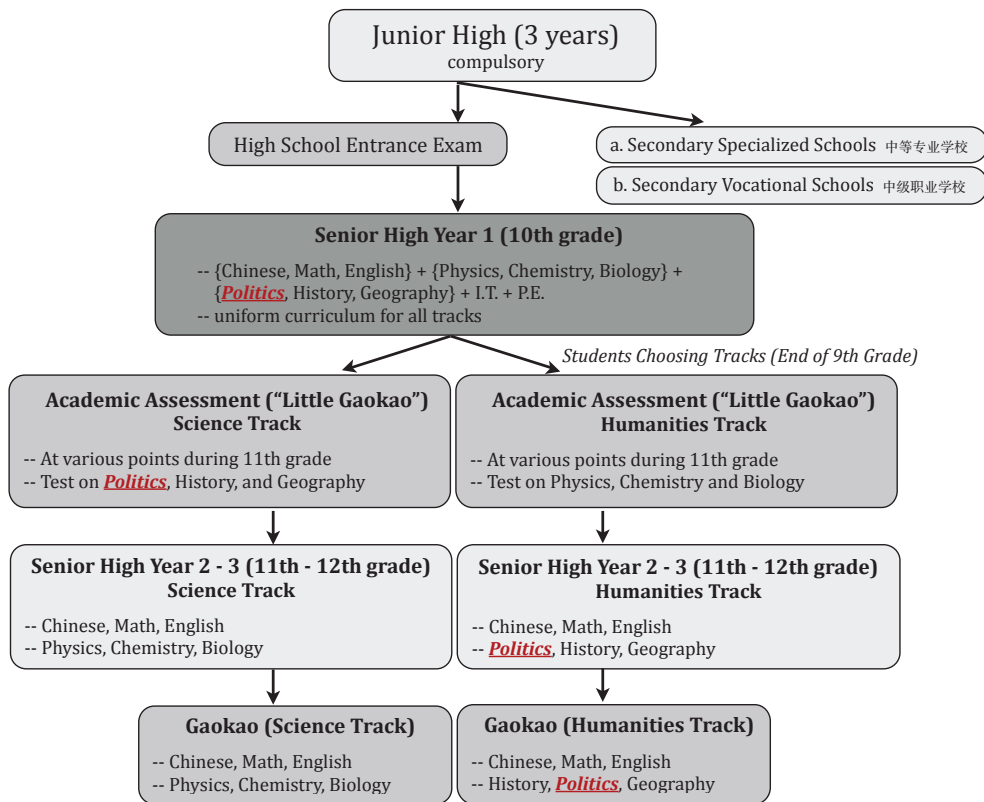 Junior High (3 years)
compulsory
High School Entrance Exam
a. Secondary Specialized Schools 中等专业学校
b. Secondary Vocational Schools 中级职业学校
Senior High Year 1 (10th grade)
-- {Chinese, Math, English} + {Physics, Chemistry, Biology} +
{Politics, History, Geography} + I.T. + P.E.
-- uniform curriculum for all tracks
Students Choosing Tracks (End of 9th Grade)
Academic Assessment (“Little Gaokao”)
Science Track
-- At various points during 11th grade
-- Test on Politics, History, and Geography
Academic Assessment (“Little Gaokao”)
Humanities Track
-- At various points during 11th grade
-- Test on Physics, Chemistry and Biology
Senior High Year 2 - 3 (11th - 12th grade)
Science Track
-- Chinese, Math, English
-- Physics, Chemistry, Biology
Senior High Year 2 - 3 (11th - 12th grade)
Humanities Track
-- Chinese, Math, English
-- Politics, History, Geography
Gaokao (Science Track)
-- Chinese, Math, English
-- Physics, Chemistry, Biology
Gaokao (Humanities Track)
-- Chinese, Math, English
-- History, Politics, Geography